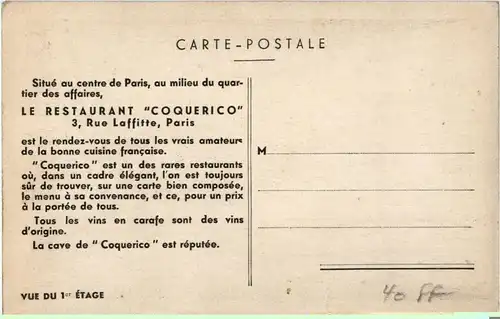 CARTE-POSTALE
Situé au centre de Paris, au milieu du quar-
tier des affaires,
LE RESTAURANT "COQUERICO"
3, Rue Laffitte, Paris
est le rendez-vous de tous les vrais amateurs
de la bonne cuisine française.
"Coquerico" est un des rares restaurants
où, dans un cadre élégant, l'on est toujours
sûr de trouver, sur une carte bien composée,
le menu à sa convenance, et ce, pour un prix
à la portée de tous.
Tous les vins en carafe sont des vins
d'origine.
La cave de "Coquerico" est réputée.
VUE DU 1er ÉTAGE
M
40 FF